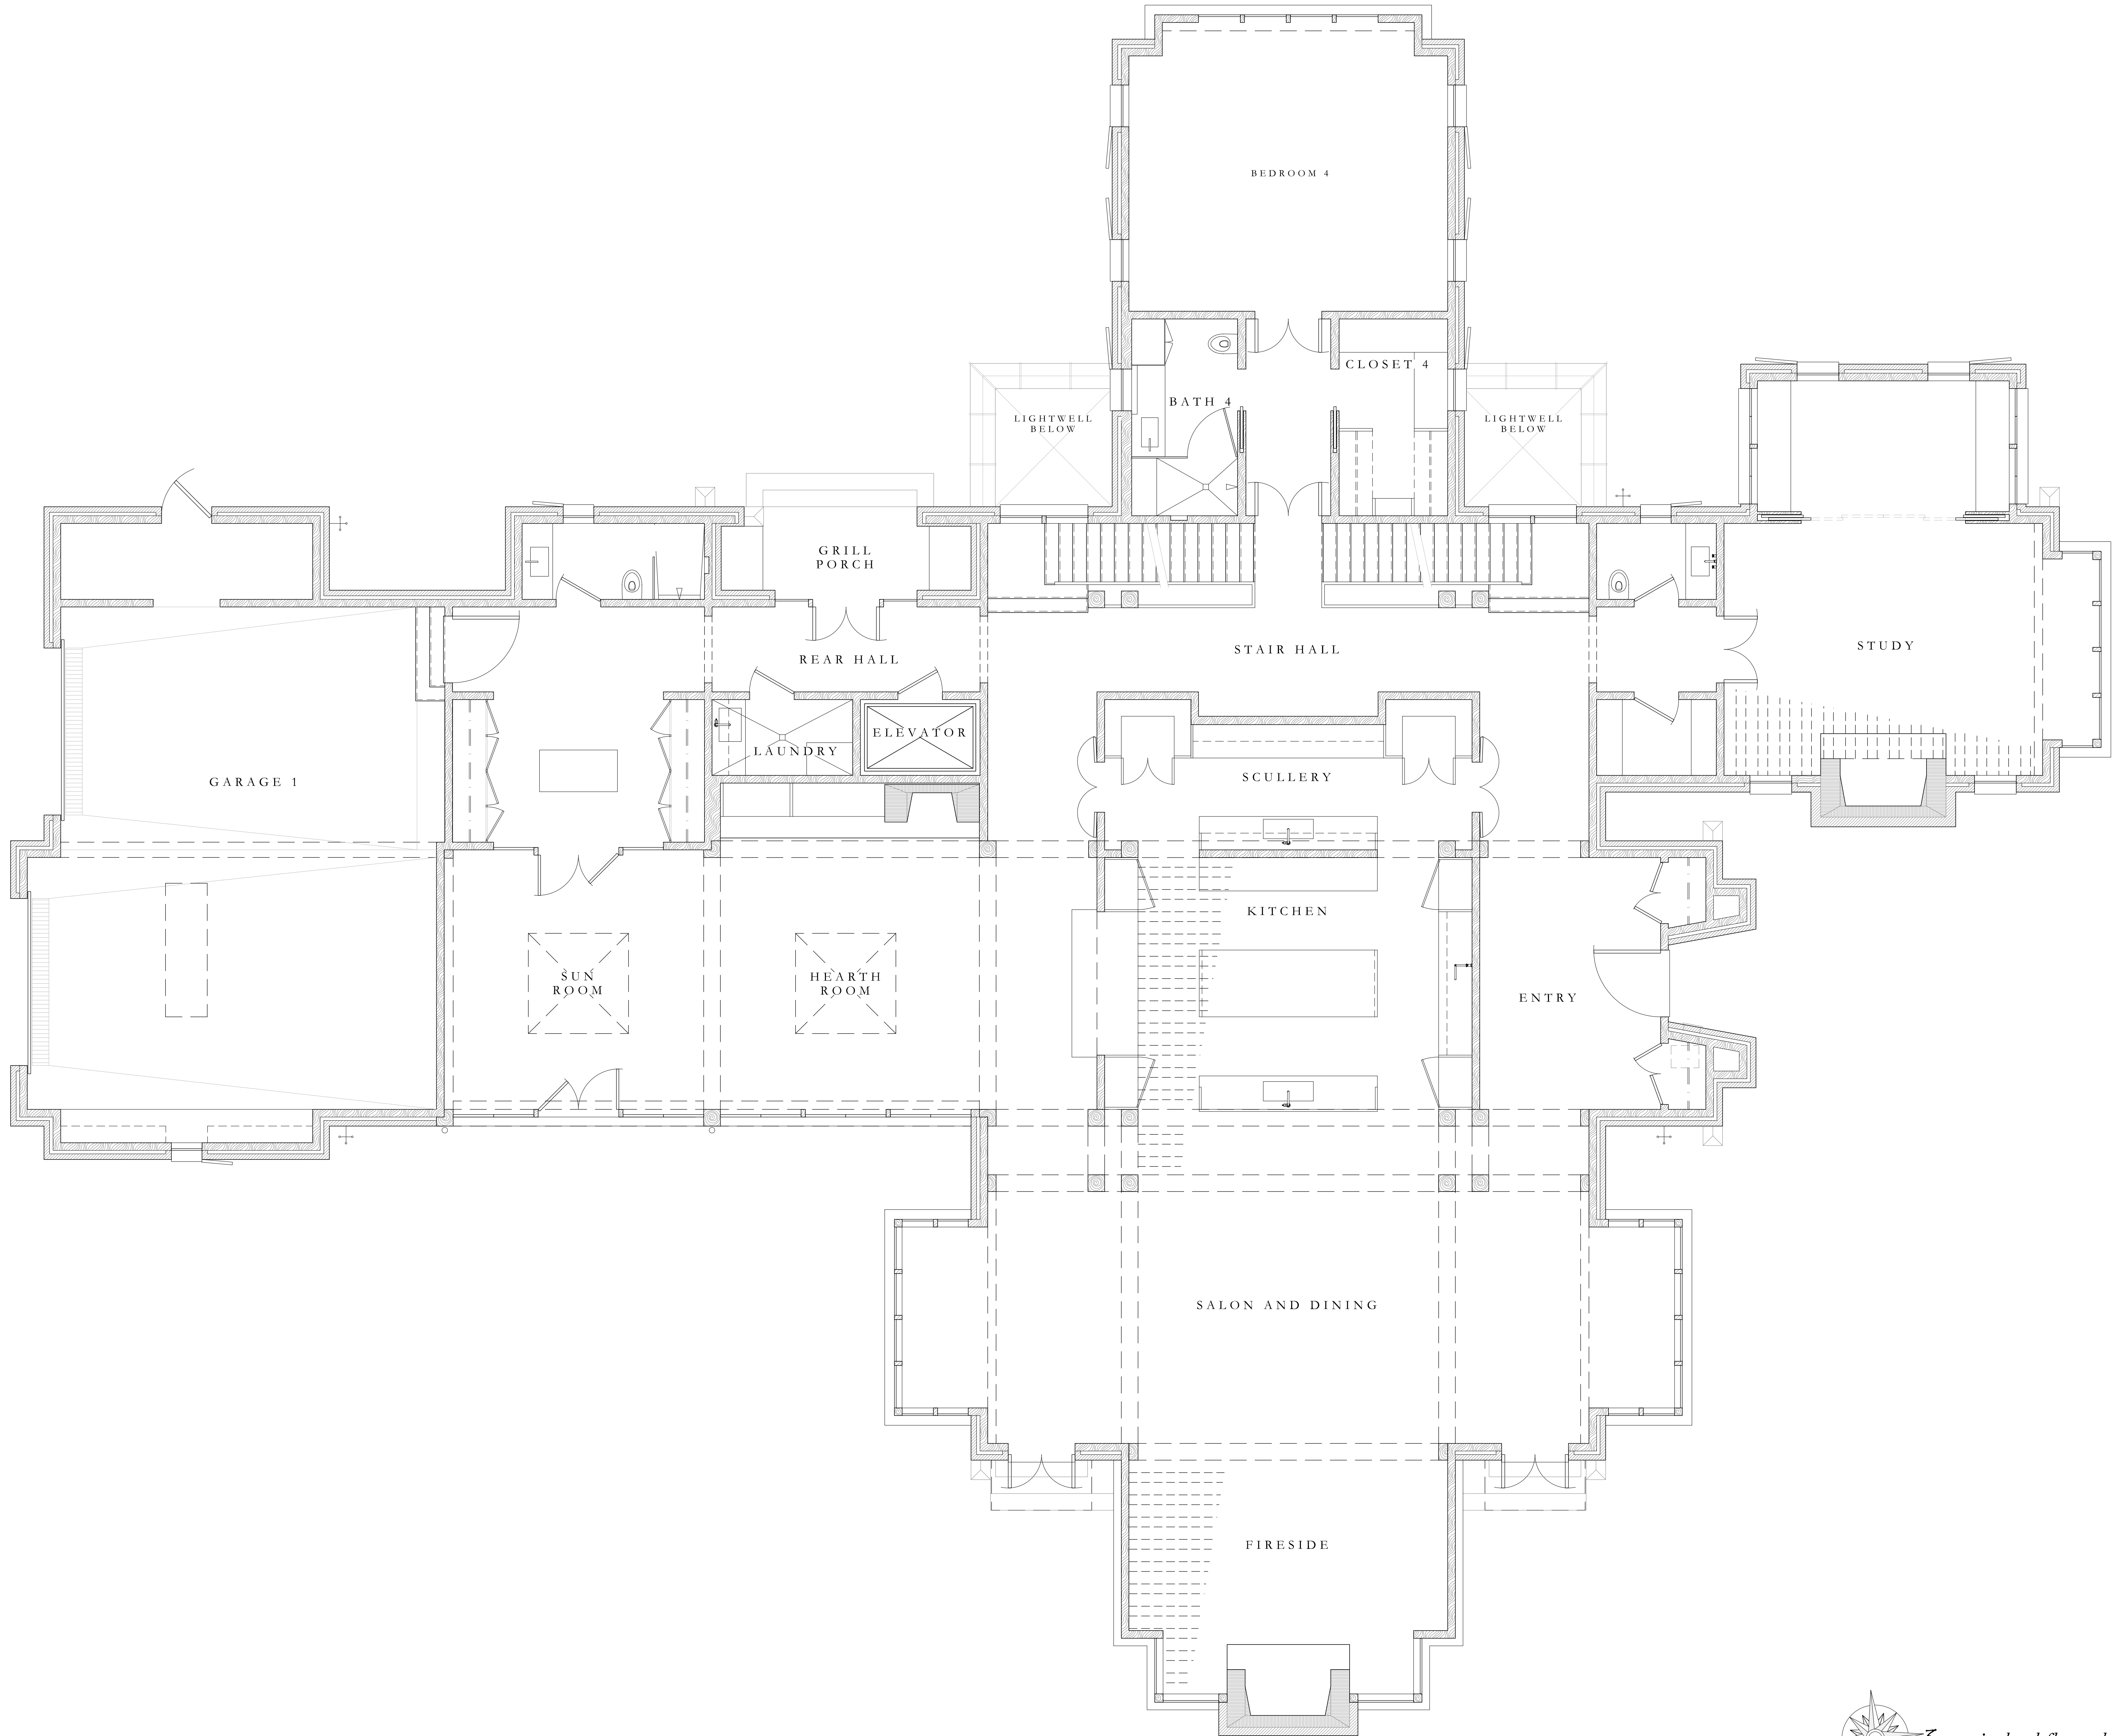 BEDROOM 4
CLOSET 4
BATH 4
LIGHTWELL
BELOW
LIGHTWELL
BELOW
GRILL
PORCH
REAR HALL
STAIR HALL
STUDY
ELEVATOR
LAUNDRY
GARAGE 1
SCULLERY
KITCHEN
SUN
ROOM
HEARTH
ROOM
ENTRY
SALON AND DINING
FIRESIDE